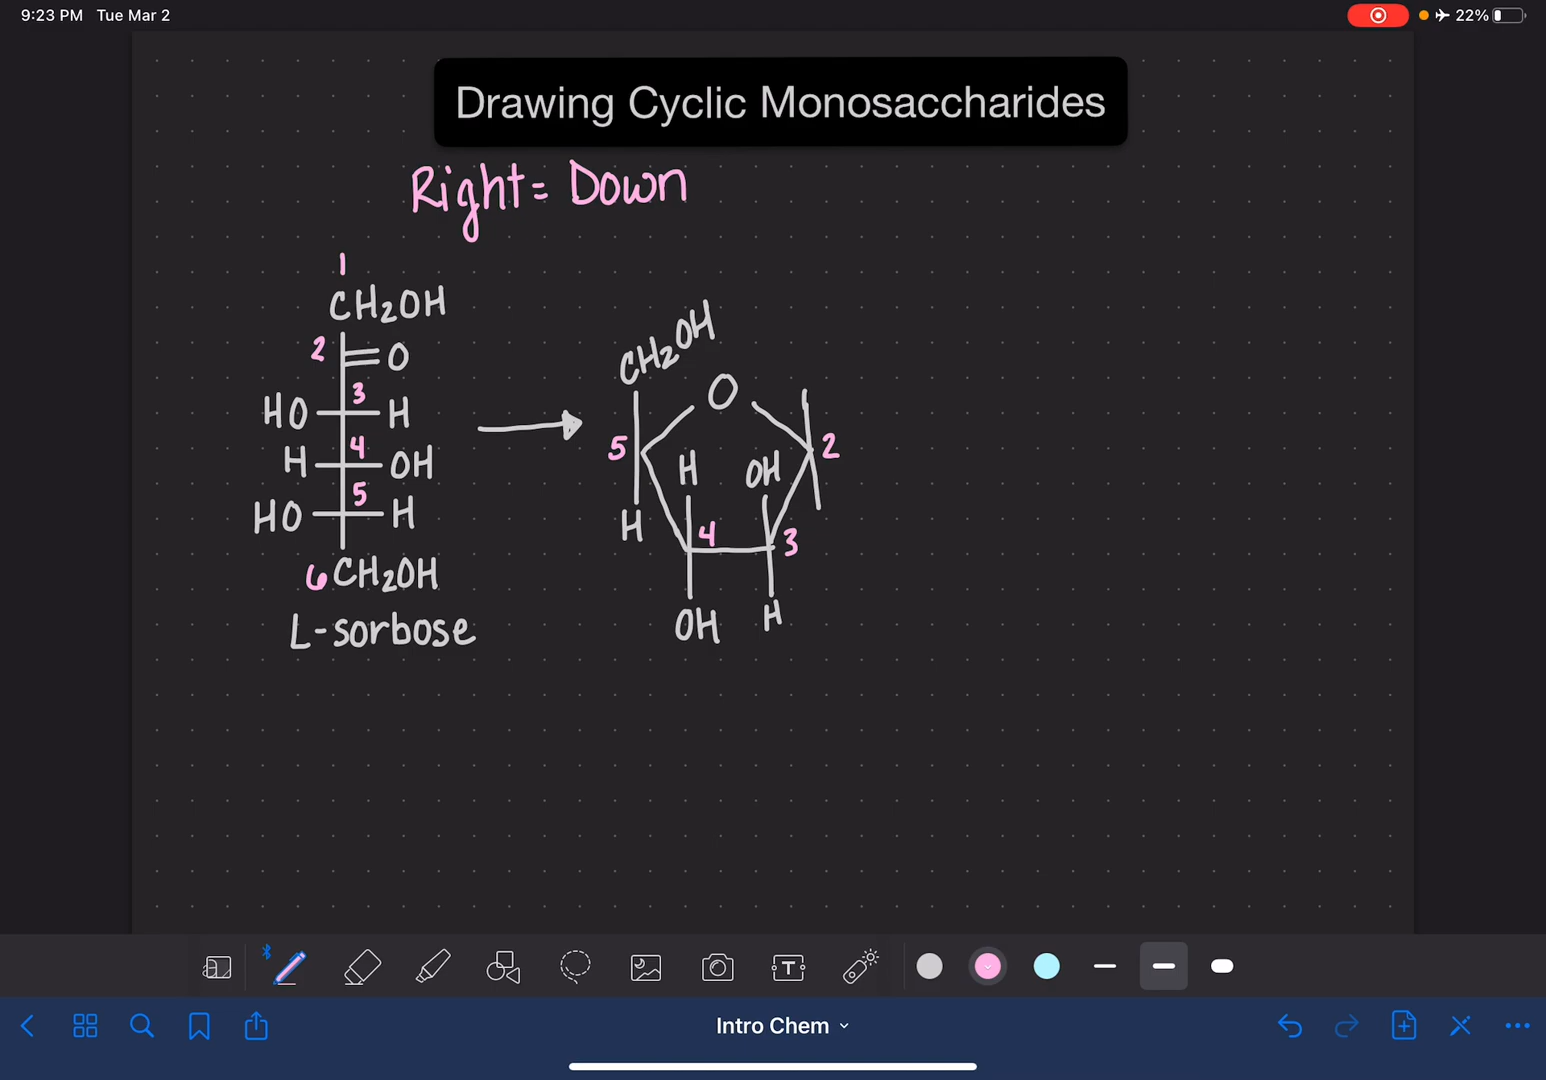 9:23 PM Tue Mar 2
22%
Drawing Cyclic Monosaccharides
Right = Down
1
CH₂OH
2 =O
3
HO H
4
H OH
5
HO H
6 CH₂OH
L-sorbose
CH₂OH
O
5 2
H OH
H 4 3
OH H
T
Intro Chem